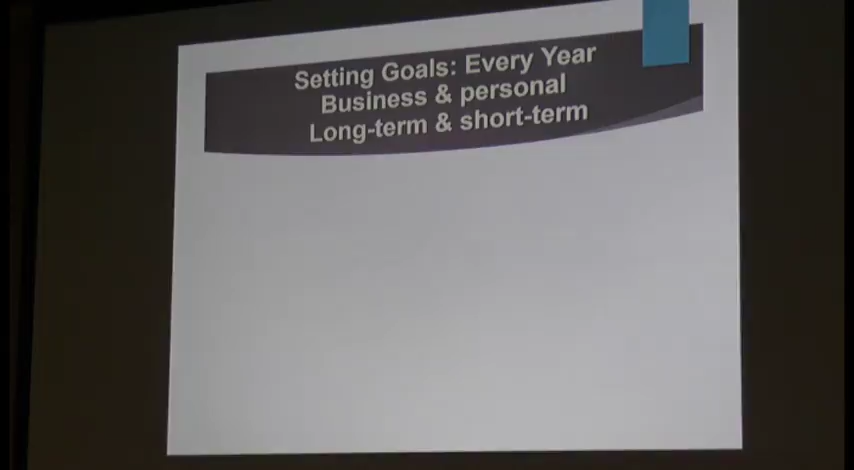 Setting Goals: Every Year
Business & personal
Long-term & short-term